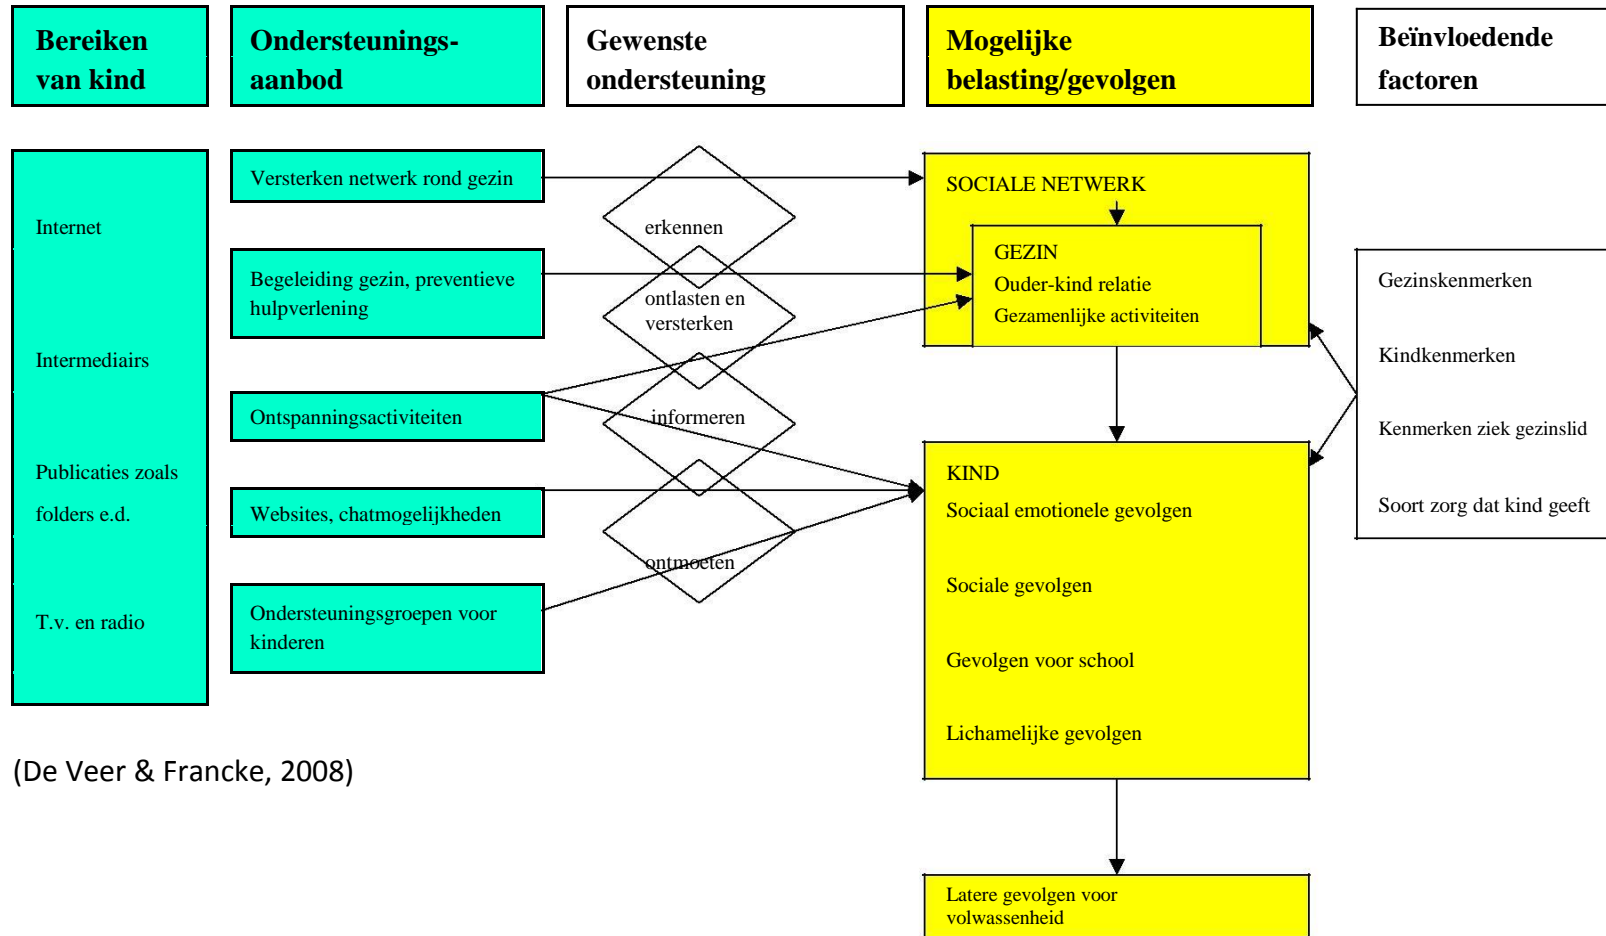 Bereiken
van kind
Ondersteunings-
aanbod
Gewenste
ondersteuning
Mogelijke
belasting/gevolgen
Beïnvloedende
factoren
Internet
Intermediairs
Publicaties zoals
folders e.d.
T.v. en radio
Versterken netwerk rond gezin
Begeleiding gezin, preventieve
hulpverlening
Ontspanningsactiviteiten
Websites, chatmogelijkheden
Ondersteuningsgroepen voor
kinderen
erkennen
ontlasten en
versterken
informeren
ontmoeten
SOCIALE NETWERK
GEZIN
Ouder-kind relatie
Gezamenlijke activiteiten
KIND
Sociaal emotionele gevolgen
Sociale gevolgen
Gevolgen voor school
Lichamelijke gevolgen
Latere gevolgen voor
volwassenheid
Gezinskenmerken
Kindkenmerken
Kenmerken ziek gezinslid
Soort zorg dat kind geeft
(De Veer & Francke, 2008)